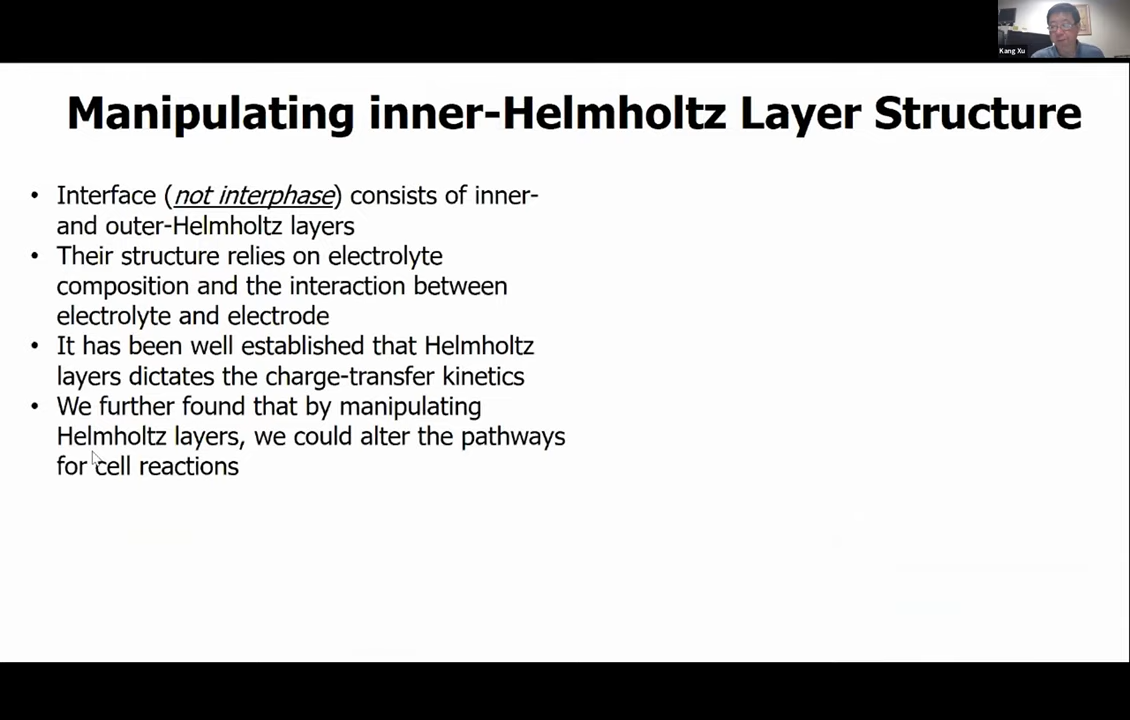 Kang Xu
Manipulating inner-Helmholtz Layer Structure
• Interface (not interphase) consists of inner-
and outer-Helmholtz layers
• Their structure relies on electrolyte
composition and the interaction between
electrolyte and electrode
• It has been well established that Helmholtz
layers dictates the charge-transfer kinetics
• We further found that by manipulating
Helmholtz layers, we could alter the pathways
for cell reactions